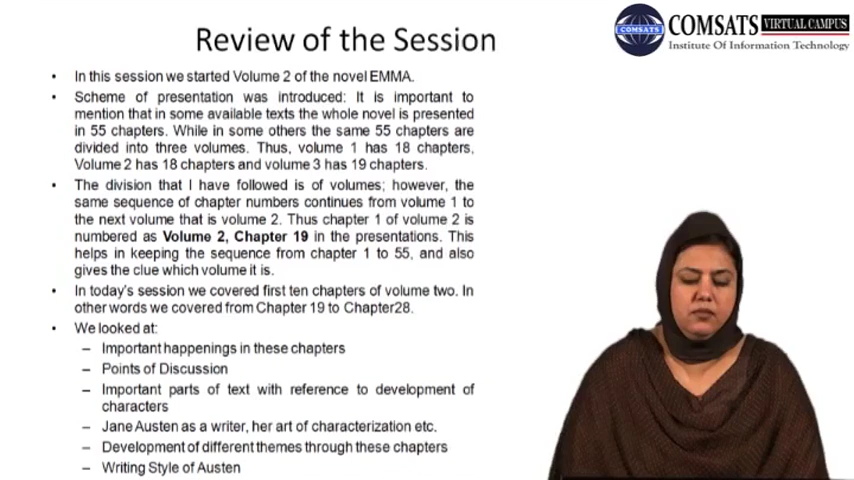 Review of the Session
COMSATS VIRTUAL CAMPUS
COMSATS
Institute Of Information Technology
• In this session we started Volume 2 of the novel EMMA.
• Scheme of presentation was introduced: It is important to
mention that in some available texts the whole novel is presented
in 55 chapters. While in some others the same 55 chapters are
divided into three volumes. Thus, volume 1 has 18 chapters,
Volume 2 has 18 chapters and volume 3 has 19 chapters.
• The division that I have followed is of volumes; however, the
same sequence of chapter numbers continues from volume 1 to
the next volume that is volume 2. Thus chapter 1 of volume 2 is
numbered as Volume 2, Chapter 19 in the presentations. This
helps in keeping the sequence from chapter 1 to 55, and also
gives the clue which volume it is.
• In today's session we covered first ten chapters of volume two. In
other words we covered from Chapter 19 to Chapter28.
• We looked at:
– Important happenings in these chapters
– Points of Discussion
– Important parts of text with reference to development of
characters
– Jane Austen as a writer, her art of characterization etc.
– Development of different themes through these chapters
– Writing Style of Austen